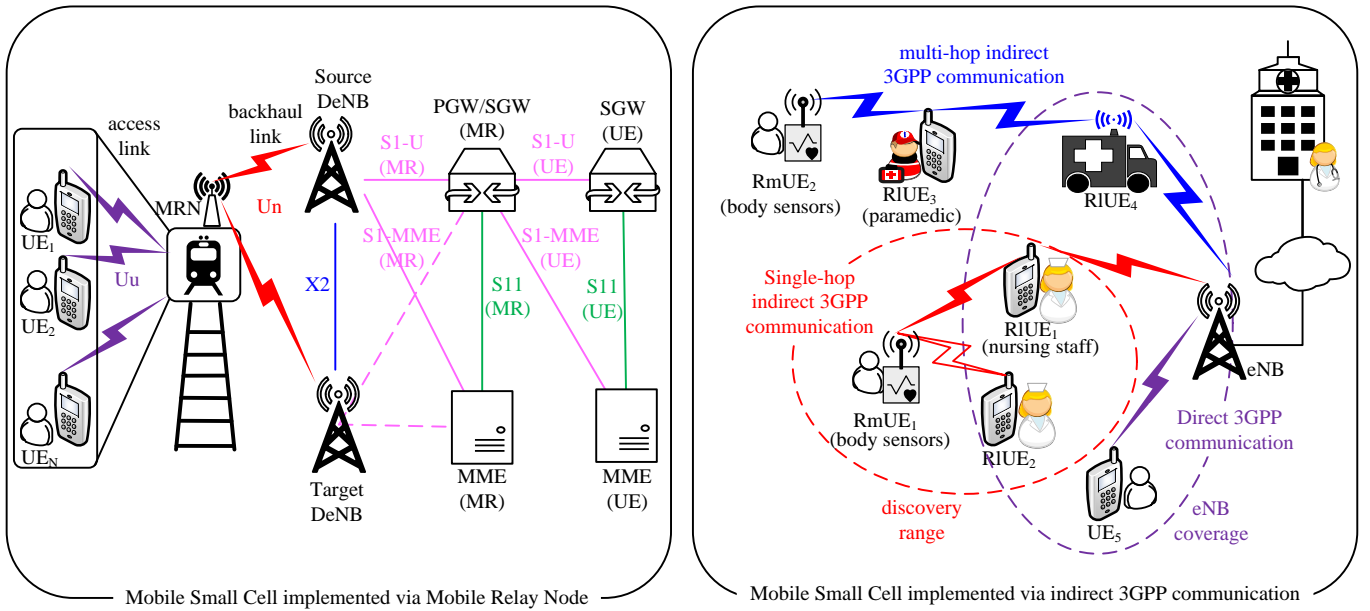 Source
DeNB
backhaul
link
access
link
MRN
Un
UE1
Uu
UE2
UEN
PGW/SGW
(MR)
SGW
(UE)
S1-U
(MR)
S1-U
(UE)
S1-MME
(MR)
S1-MME
(UE)
X2
S11
(MR)
S11
(UE)
Target
DeNB
MME
(MR)
MME
(UE)
Mobile Small Cell implemented via Mobile Relay Node
multi-hop indirect
3GPP communication
RmUE2
(body sensors)
RlUE3
(paramedic)
RlUE4
Single-hop
indirect 3GPP
communication
RlUE1
(nursing staff)
RmUE1
(body sensors)
RlUE2
eNB
Direct 3GPP
communication
discovery
range
UE5
eNB
coverage
Mobile Small Cell implemented via indirect 3GPP communication